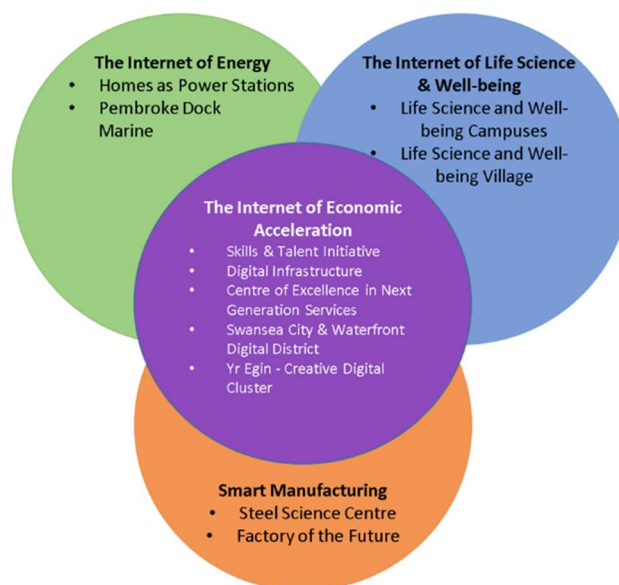 The Internet of Energy
• Homes as Power Stations
• Pembroke Dock
Marine
The Internet of Life Science
& Well-being
• Life Science and Well-
being Campuses
• Life Science and Well-
being Village
The Internet of Economic
Acceleration
• Skills & Talent Initiative
• Digital Infrastructure
• Centre of Excellence in Next
Generation Services
• Swansea City & Waterfront
Digital District
• Yr Egin - Creative Digital
Cluster
Smart Manufacturing
• Steel Science Centre
• Factory of the Future